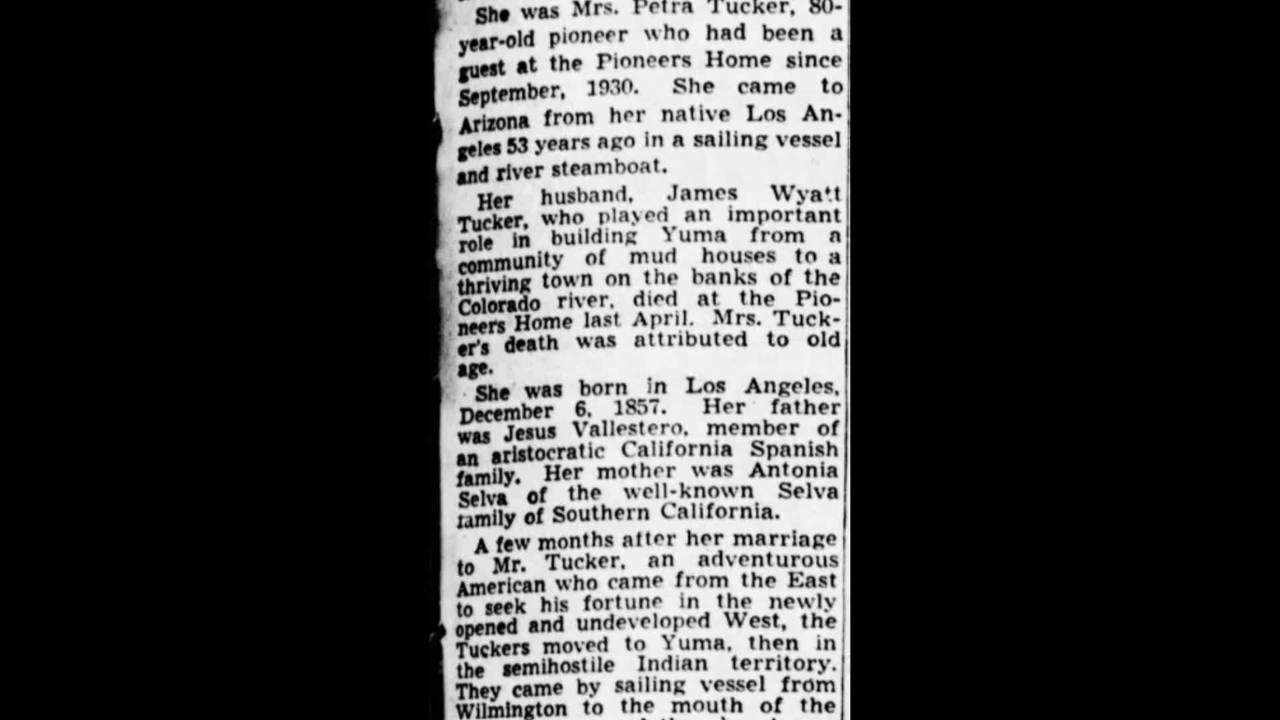 She was Mrs. Petra Tucker, 80-
year-old pioneer who had been a
guest at the Pioneers Home since
September, 1930. She came to
Arizona from her native Los An-
geles 53 years ago in a sailing vessel
and river steamboat.
Her husband, James Wyatt
Tucker, who played an important
role in building Yuma from a
community of mud houses to a
thriving town on the banks of the
Colorado river, died at the Pio-
neers Home last April. Mrs. Tuck-
er's death was attributed to old
age.
She was born in Los Angeles,
December 6, 1857. Her father
was Jesus Vallestero, member of
an aristocratic California Spanish
family. Her mother was Antonia
Selva of the well-known Selva
family of Southern California.
A few months after her marriage
to Mr. Tucker, an adventurous
American who came from the East
to seek his fortune in the newly
opened and undeveloped West, the
Tuckers moved to Yuma, then in
the semihostile Indian territory.
They came by sailing vessel from
Wilmington to the mouth of the